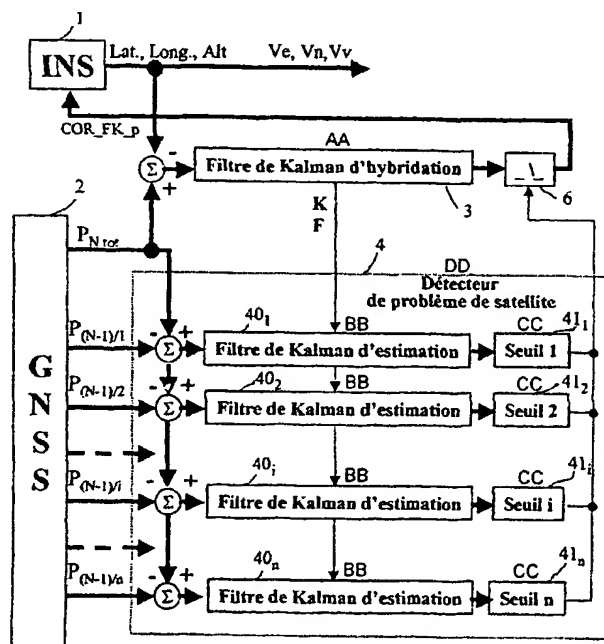 1
INS
Lat., Long., Alt
Ve, Vn, Vv
COR_FK_p
-
Σ
+
AA
Filtre de Kalman d'hybridation
3
6
2
GNSS
P_N tot
KF
4
DD
Détecteur
de problème de satellite
P_(N-1)/1
-
Σ
+
40_1
BB
Filtre de Kalman d'estimation
CC
41_1
Seuil 1
P_(N-1)/2
-
Σ
+
40_2
BB
Filtre de Kalman d'estimation
CC
41_2
Seuil 2
P_(N-1)/i
-
Σ
+
40_i
BB
Filtre de Kalman d'estimation
CC
41_i
Seuil i
P_(N-1)/n
-
Σ
+
40_n
BB
Filtre de Kalman d'estimation
CC
41_n
Seuil n